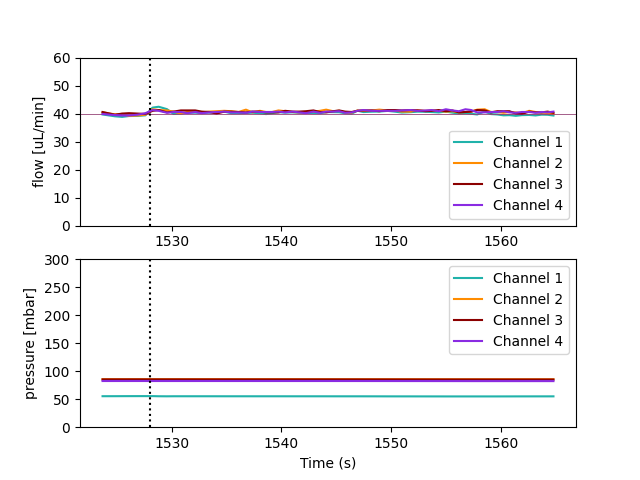 flow [uL/min]
60
50
40
30
20
10
0
Channel 1
Channel 2
Channel 3
Channel 4
1530
1540
1550
1560
pressure [mbar]
300
250
200
150
100
50
0
Channel 1
Channel 2
Channel 3
Channel 4
1530
1540
1550
1560
Time (s)